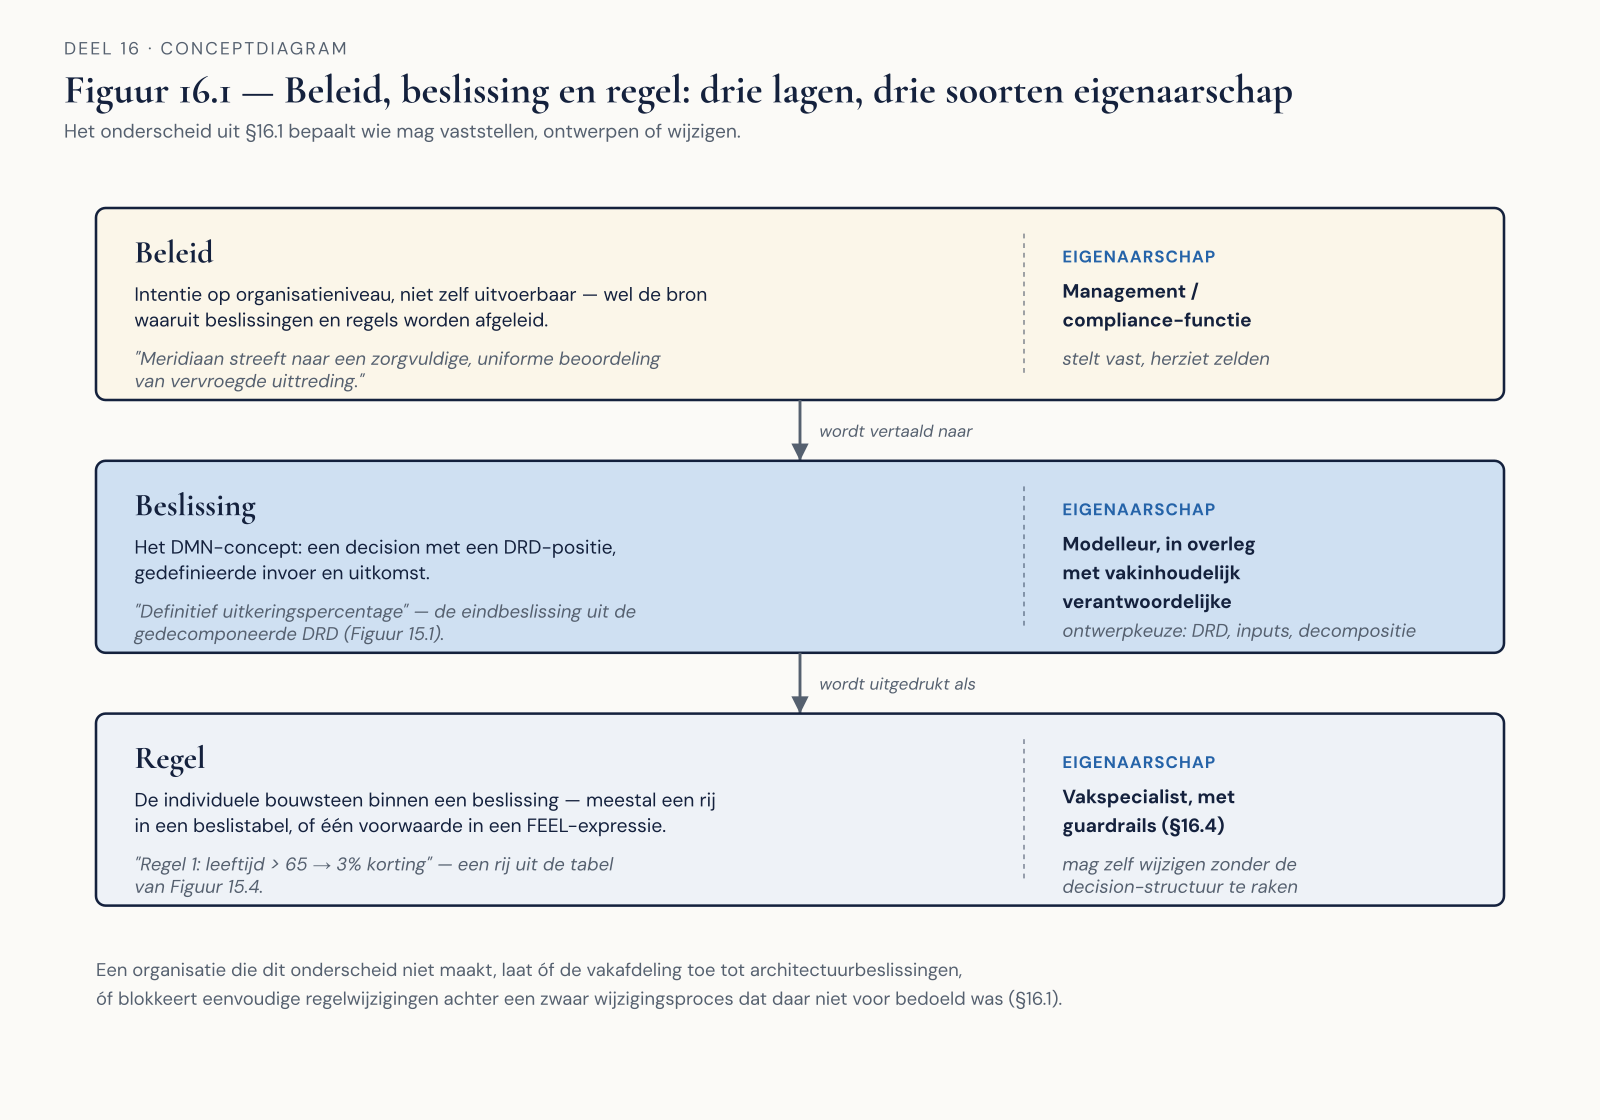 DEEL 16 · CONCEPTDIAGRAM
Figuur 16.1 — Beleid, beslissing en regel: drie lagen, drie soorten eigenaarschap
Het onderscheid uit §16.1 bepaalt wie mag vaststellen, ontwerpen of wijzigen.
Beleid
Intentie op organisatieniveau, niet zelf uitvoerbaar — wel de bron
waaruit beslissingen en regels worden afgeleid.
"Meridiaan streeft naar een zorgvuldige, uniforme beoordeling
van vervroegde uittreding."
EIGENAARSCHAP
Management /
compliance-functie
stelt vast, herziet zelden
wordt vertaald naar
Beslissing
Het DMN-concept: een decision met een DRD-positie,
gedefinieerde invoer en uitkomst.
"Definitief uitkeringspercentage" — de eindbeslissing uit de
gedecomponeerde DRD (Figuur 15.1).
EIGENAARSCHAP
Modelleur, in overleg
met vakinhoudelijk
verantwoordelijke
ontwerpkeuze: DRD, inputs, decompositie
wordt uitgedrukt als
Regel
De individuele bouwsteen binnen een beslissing — meestal een rij
in een beslistabel, of één voorwaarde in een FEEL-expressie.
"Regel 1: leeftijd > 65 → 3% korting" — een rij uit de tabel
van Figuur 15.4.
EIGENAARSCHAP
Vakspecialist, met
guardrails (§16.4)
mag zelf wijzigen zonder de
decision-structuur te raken
Een organisatie die dit onderscheid niet maakt, laat óf de vakafdeling toe tot architectuurbeslissingen,
óf blokkeert eenvoudige regelwijzigingen achter een zwaar wijzigingsproces dat daar niet voor bedoeld was (§16.1).